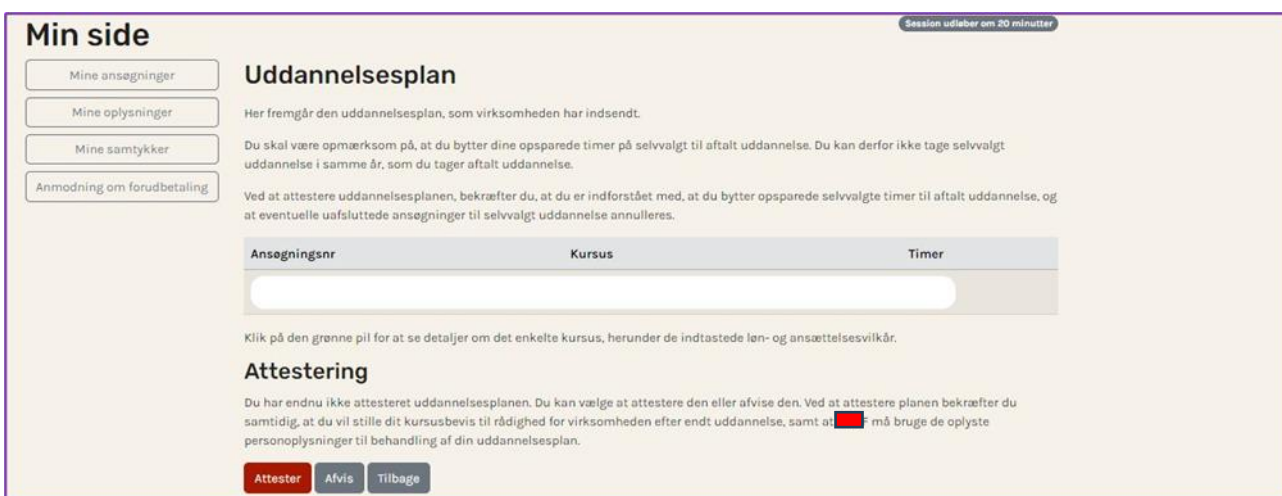 Session udløber om 20 minutter
Min side
Mine ansøgninger
Mine oplysninger
Mine samtykker
Anmodning om forudbetaling
Uddannelsesplan
Her fremgår den uddannelsesplan, som virksomheden har indsendt.
Du skal være opmærksom på, at du bytter dine opsparede timer på selvvalgt til aftalt uddannelse. Du kan derfor ikke tage selvvalgt
uddannelse i samme år, som du tager aftalt uddannelse.
Ved at attestere uddannelsesplanen, bekræfter du, at du er indforstået med, at du bytter opsparede selvvalgte timer til aftalt uddannelse, og
at eventuelle uafsluttede ansøgninger til selvvalgt uddannelse annulleres.
Ansøgningsnr Kursus Timer
Klik på den grønne pil for at se detaljer om det enkelte kursus, herunder de indtastede løn- og ansættelsesvilkår.
Attestering
Du har endnu ikke attesteret uddannelsesplanen. Du kan vælge at attestere den eller afvise den. Ved at attestere planen bekræfter du
samtidig, at du vil stille dit kursusbevis til rådighed for virksomheden efter endt uddannelse, samt at F må bruge de oplyste
personoplysninger til behandling af din uddannelsesplan.
Attester Afvis Tilbage